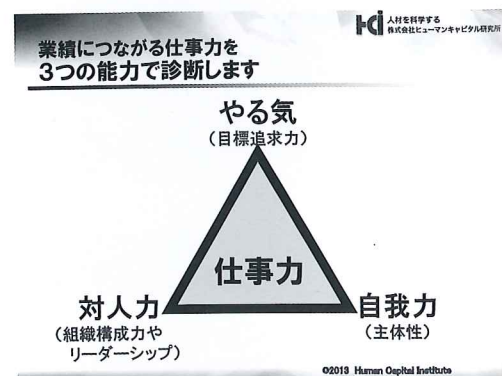 HCi 人材を科学する
株式会社ヒューマンキャピタル研究所
業績につながる仕事力を
3つの能力で診断します
やる気
(目標追求力)
仕事力
対人力
(組織構成力や
リーダーシップ)
自我力
(主体性)
©2013 Human Capital Institute